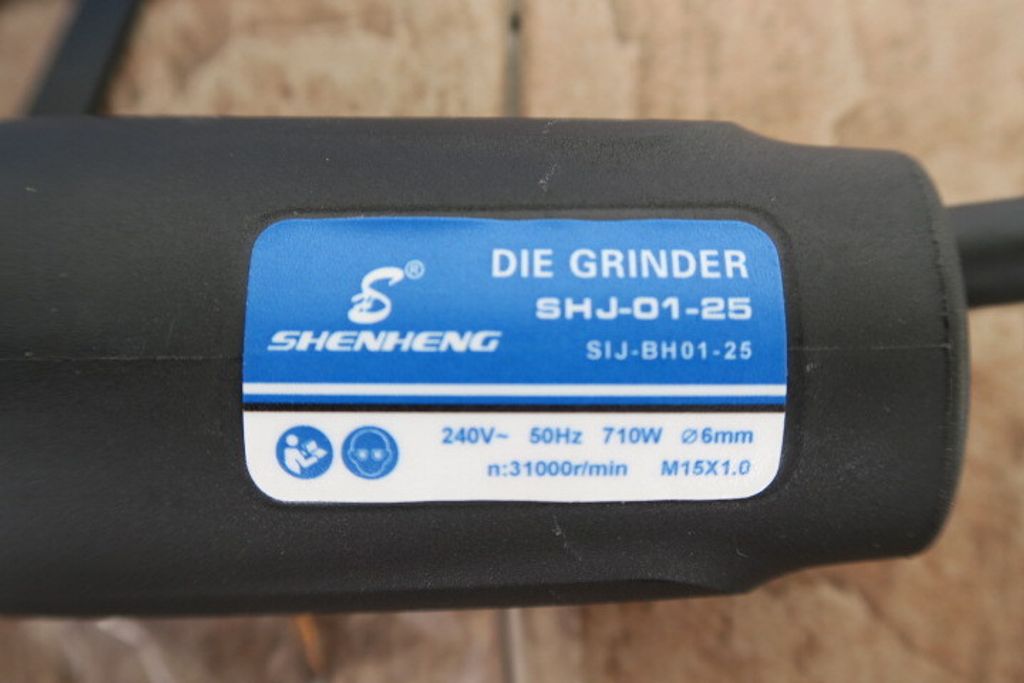 ®
SHENHENG
DIE GRINDER
SHJ-01-25
SIJ-BH01-25
240V~ 50Hz 710W ⌀6mm
n:31000r/min M15X1.0